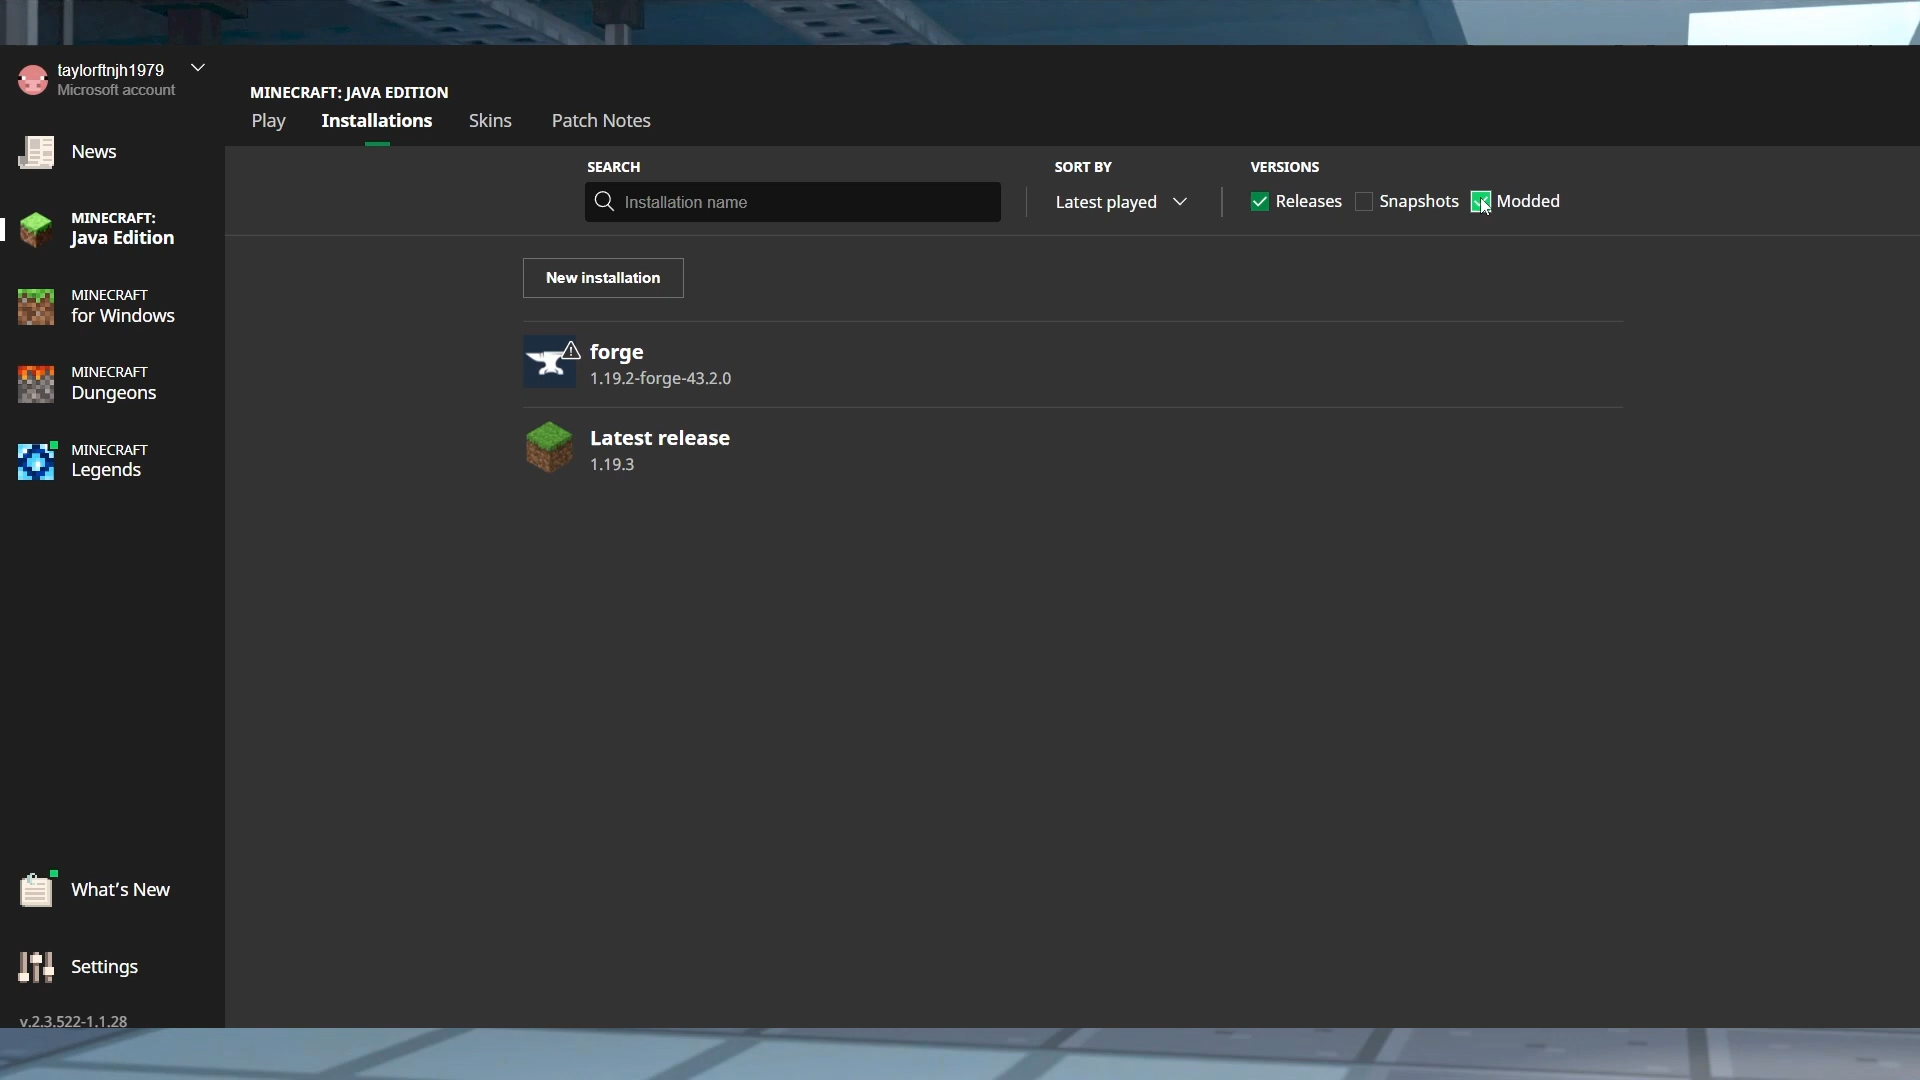 taylorftnjh1979
Microsoft account
News
MINECRAFT:
Java Edition
MINECRAFT
for Windows
MINECRAFT
Dungeons
MINECRAFT
Legends
What's New
Settings
v.2.3.522-1.1.28
MINECRAFT: JAVA EDITION
Play Installations Skins Patch Notes
SEARCH
Installation name
SORT BY
Latest played
VERSIONS
Releases Snapshots Modded
New installation
forge
1.19.2-forge-43.2.0
Latest release
1.19.3